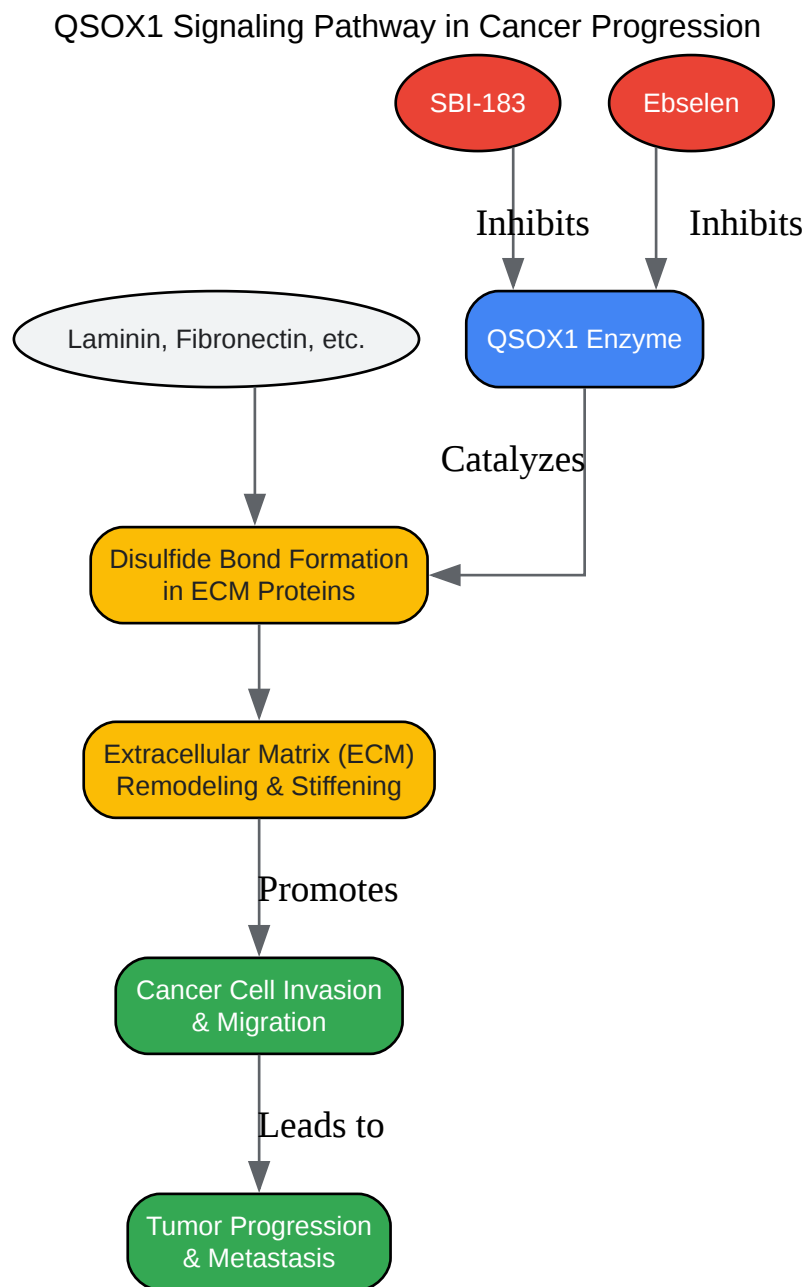 QSOX1 Signaling Pathway in Cancer Progression
SBI-183
Ebselen
Inhibits
Inhibits
Laminin, Fibronectin, etc.
QSOX1 Enzyme
Catalyzes
Disulfide Bond Formation
in ECM Proteins
Extracellular Matrix (ECM)
Remodeling & Stiffening
Promotes
Cancer Cell Invasion
& Migration
Leads to
Tumor Progression
& Metastasis